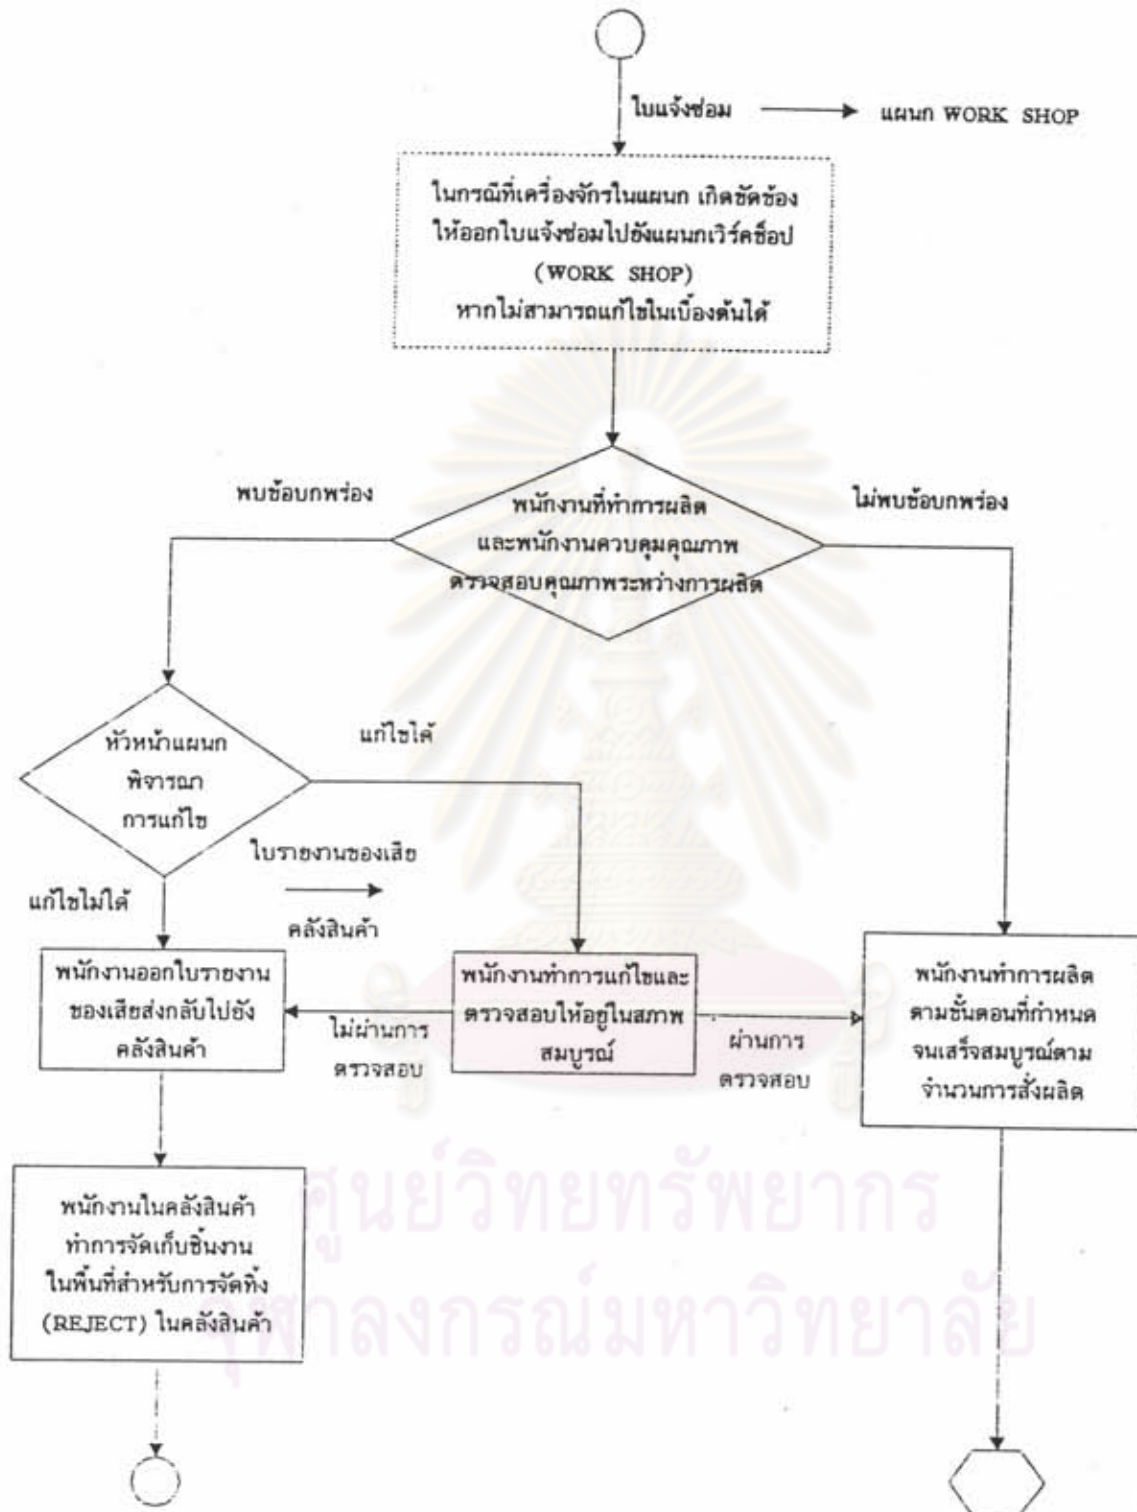 ใบแจ้งซ่อม
แผนก WORK SHOP
ในกรณีที่เครื่องจักรในแผนก เกิดขัดข้อง
ให้ออกใบแจ้งซ่อมไปยังแผนกเวิร์คช็อป
(WORK SHOP)
หากไม่สามารถแก้ไขในเบื้องต้นได้
พบข้อบกพร่อง
พนักงานที่ทำการผลิต
และพนักงานควบคุมคุณภาพ
ตรวจสอบคุณภาพระหว่างการผลิต
ไม่พบข้อบกพร่อง
หัวหน้าแผนก
พิจารณา
การแก้ไข
แก้ไขได้
ใบรายงานของเสีย
คลังสินค้า
แก้ไขไม่ได้
พนักงานออกใบรายงาน
ของเสียส่งกลับไปยัง
คลังสินค้า
ไม่ผ่านการ
ตรวจสอบ
พนักงานทำการแก้ไขและ
ตรวจสอบให้อยู่ในสภาพ
สมบูรณ์
ผ่านการ
ตรวจสอบ
พนักงานทำการผลิต
ตามขั้นตอนที่กำหนด
จนเสร็จสมบูรณ์ตาม
จำนวนการสั่งผลิต
พนักงานในคลังสินค้า
ทำการจัดเก็บชิ้นงาน
ในพื้นที่สำหรับการจัดทิ้ง
(REJECT) ในคลังสินค้า
ศูนย์วิทยทรัพยากร
จุฬาลงกรณ์มหาวิทยาลัย